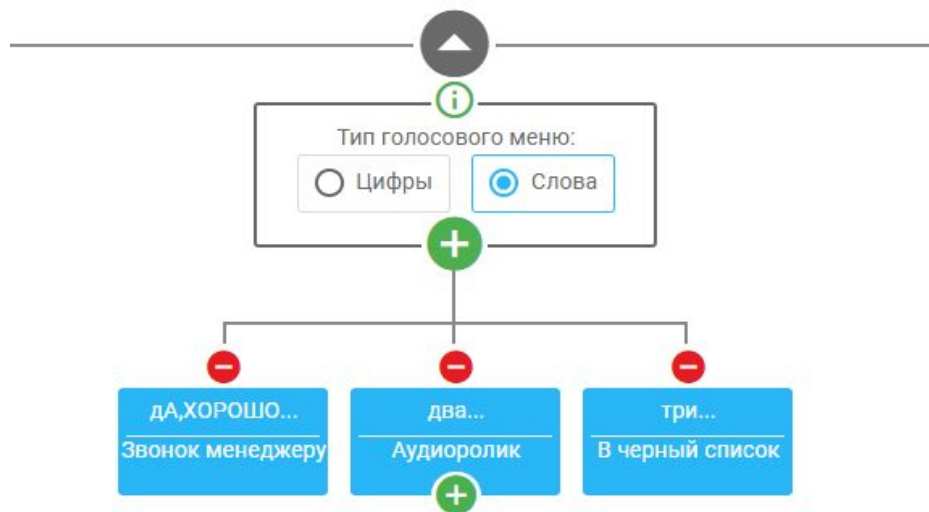 Тип голосового меню:
Цифры
Слова
дА,ХОРОШО...
Звонок менеджеру
два...
Аудиоролик
три...
В черный список